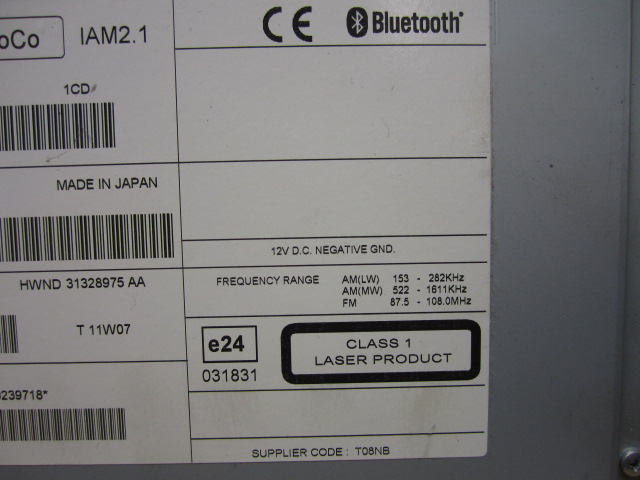 oCo IAM2.1
CE Bluetooth®
1CD
MADE IN JAPAN
12V D.C. NEGATIVE GND.
HWND 31328975 AA
FREQUENCY RANGE AM(LW) 153 - 282KHz
AM(MW) 522 - 1611KHz
FM 87.5 - 108.0MHz
T 11W07
e24
031831
CLASS 1
LASER PRODUCT
0239718*
SUPPLIER CODE : T08NB